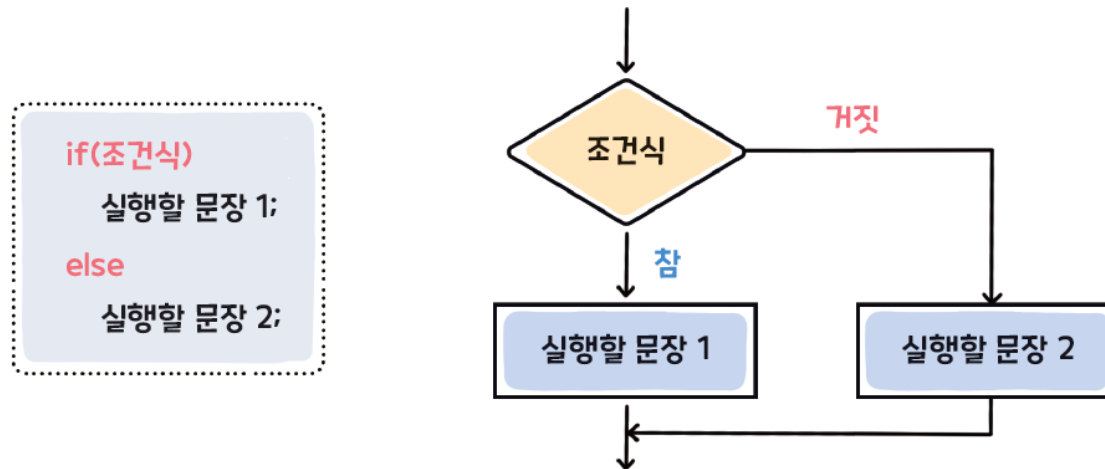 if(조건식)
실행할 문장 1;
else
실행할 문장 2;
조건식
거짓
참
실행할 문장 1
실행할 문장 2